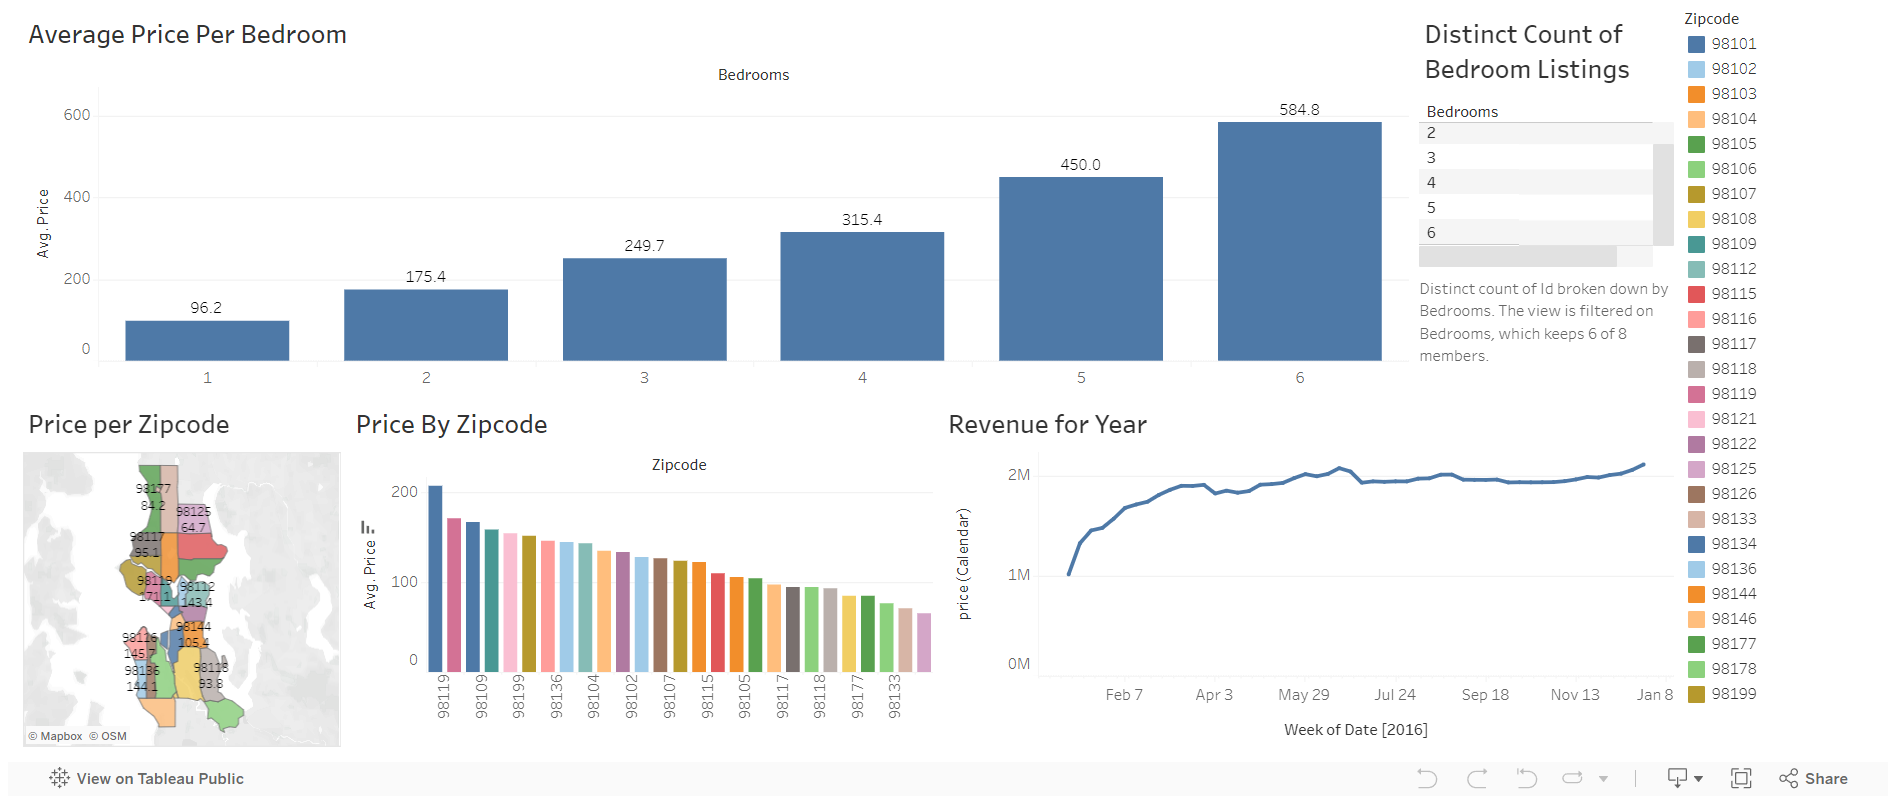 Average Price Per Bedroom
Bedrooms
Avg. Price
600
400
200
0
96.2
175.4
249.7
315.4
450.0
584.8
1
2
3
4
5
6
Distinct Count of
Bedroom Listings
Bedrooms
2
3
4
5
6
Distinct count of Id broken down by
Bedrooms. The view is filtered on
Bedrooms, which keeps 6 of 8
members.
Zipcode
98101
98102
98103
98104
98105
98106
98107
98108
98109
98112
98115
98116
98117
98118
98119
98121
98122
98125
98126
98133
98134
98136
98144
98146
98177
98178
98199
Price per Zipcode
98177
84.2
98125
64.7
98117
95.1
98119
171.1
98112
143.4
98144
105.4
98116
145.7
98136
144.1
98118
93.8
© Mapbox © OSM
Price By Zipcode
Zipcode
Avg. Price
200
100
0
98119
98109
98199
98136
98104
98102
98107
98115
98105
98117
98118
98177
98133
Revenue for Year
price (Calendar)
2M
1M
0M
Feb 7
Apr 3
May 29
Jul 24
Sep 18
Nov 13
Jan 8
Week of Date [2016]
View on Tableau Public
Share